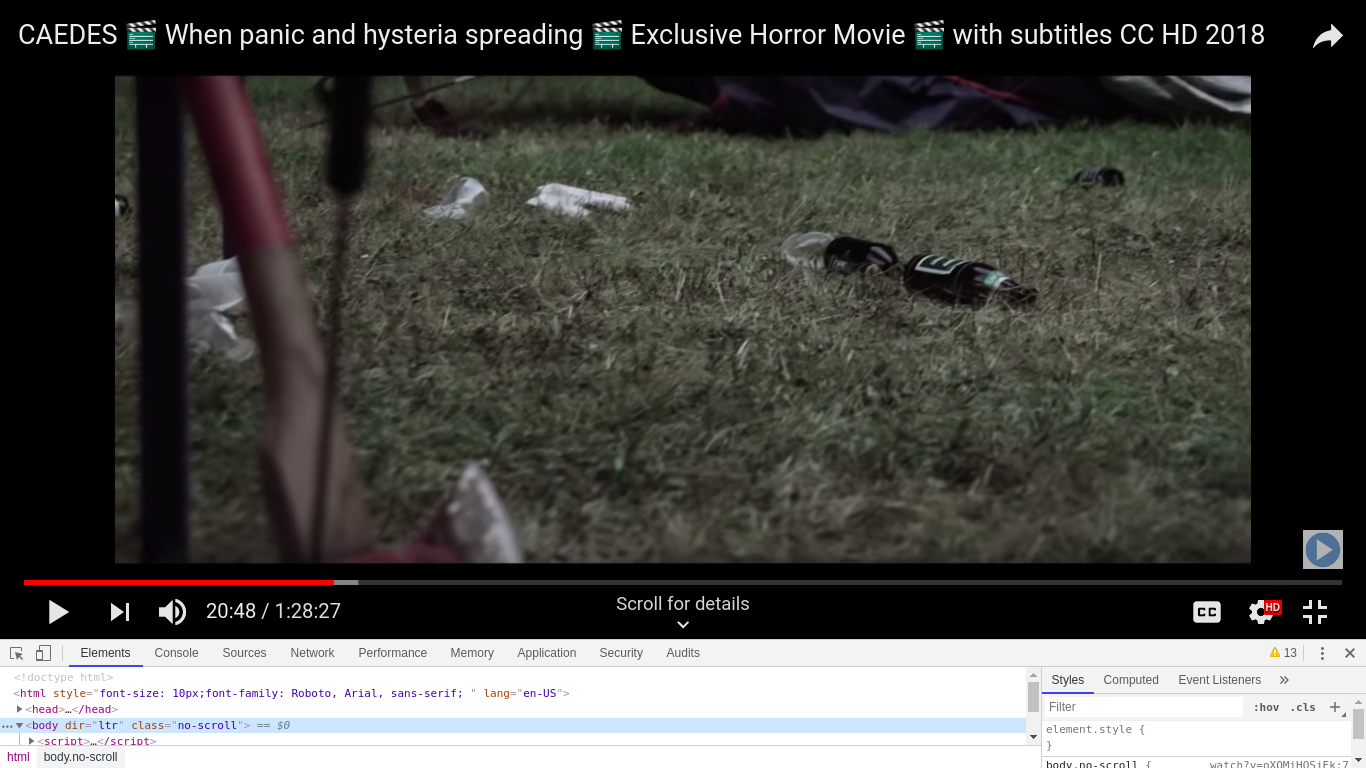 CAEDES 🎬 When panic and hysteria spreading 🎬 Exclusive Horror Movie 🎬 with subtitles CC HD 2018
20:48 / 1:28:27
Scroll for details
CC
HD
Elements Console Sources Network Performance Memory Application Security Audits
13
<!doctype html>
<html style="font-size: 10px;font-family: Roboto, Arial, sans-serif; " lang="en-US">
<head>…</head>
<body dir="ltr" class="no-scroll"> == $0
<script>…</script>
html body.no-scroll
Styles Computed Event Listeners »
Filter :hov .cls +
element.style {
}
body.no-scroll { watch?v=oXOMiHOSiEk:7